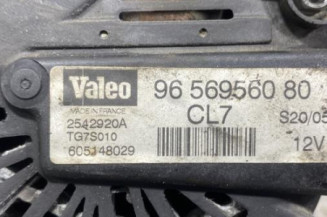 Valeo 96 569560 80
MADE IN FRANCE CL7
2542920A S20/05
TG7S010 12V
605148029